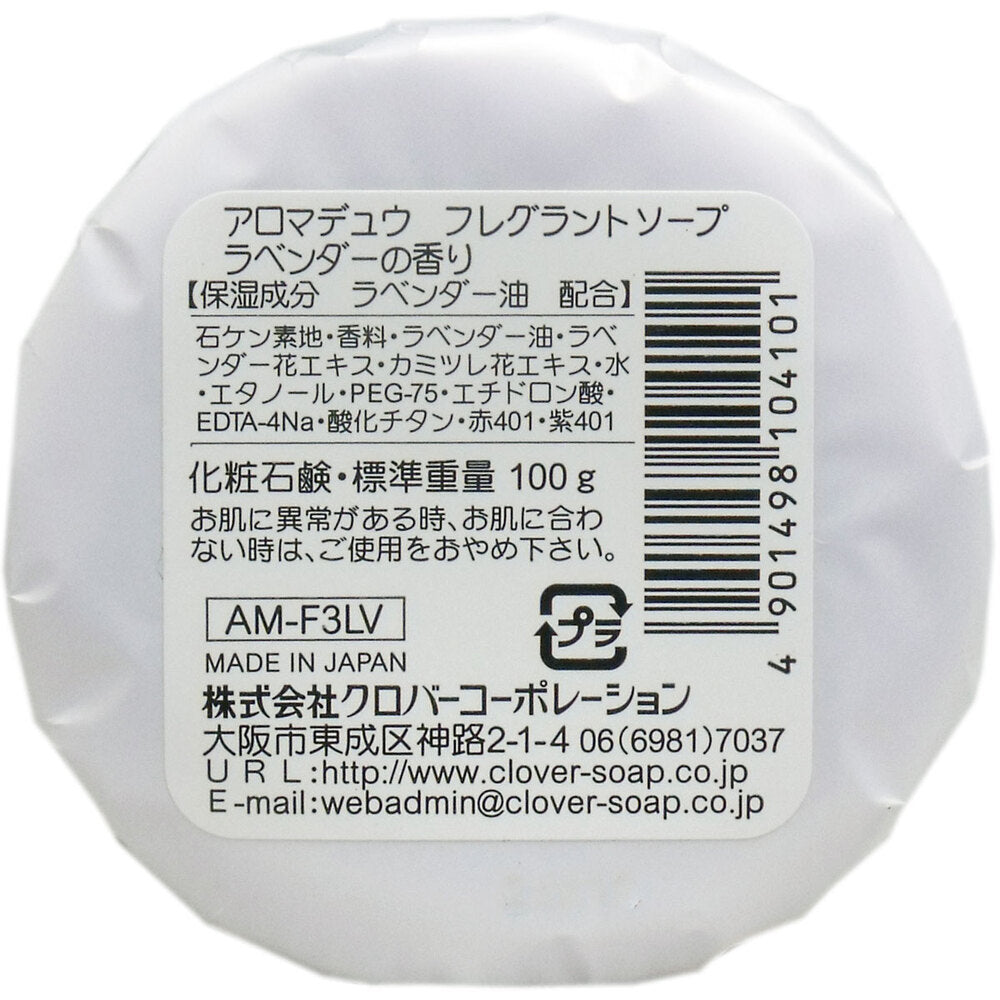 アロマデュウ　フレグラントソープ
ラベンダーの香り
【保湿成分　ラベンダー油　配合】
石ケン素地・香料・ラベンダー油・ラベ
ンダー花エキス・カミツレ花エキス・水
・エタノール・PEG-75・エチドロン酸・
EDTA-4Na・酸化チタン・赤401・紫401
化粧石鹸・標準重量 100g
お肌に異常がある時、お肌に合わ
ない時は、ご使用をおやめ下さい。
AM-F3LV
プラ
MADE IN JAPAN
株式会社クロバーコーポレーション
大阪市東成区神路2-1-4 06(6981)7037
URL:http://www.clover-soap.co.jp
E-mail:webadmin@clover-soap.co.jp
4 901498 104101